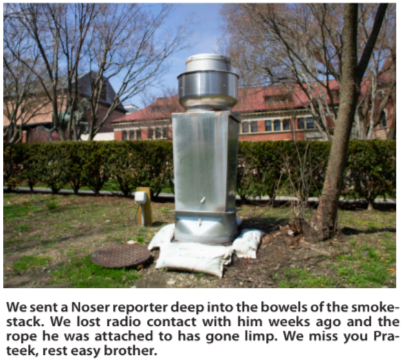 We sent a Noser reporter deep into the bowels of the smoke-
stack. We lost radio contact with him weeks ago and the
rope he was attached to has gone limp. We miss you Pra-
teek, rest easy brother.